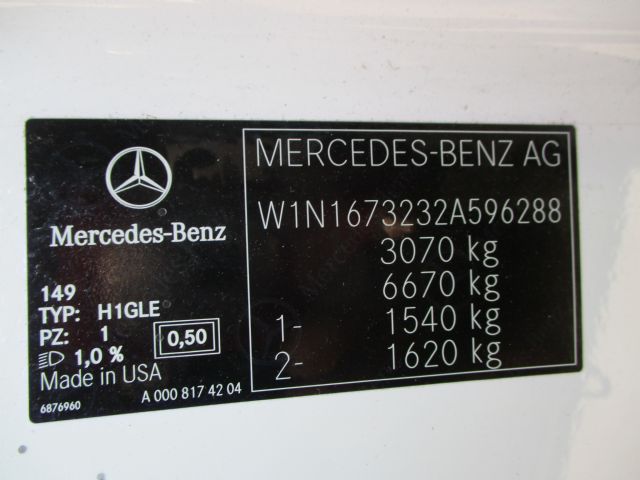 Mercedes-Benz
149
TYP: H1GLE
PZ: 1
0,50
1,0 %
Made in USA
6876960
A 000 817 42 04
MERCEDES-BENZ AG
W1N1673232A596288
3070 kg
6670 kg
1- 1540 kg
2- 1620 kg